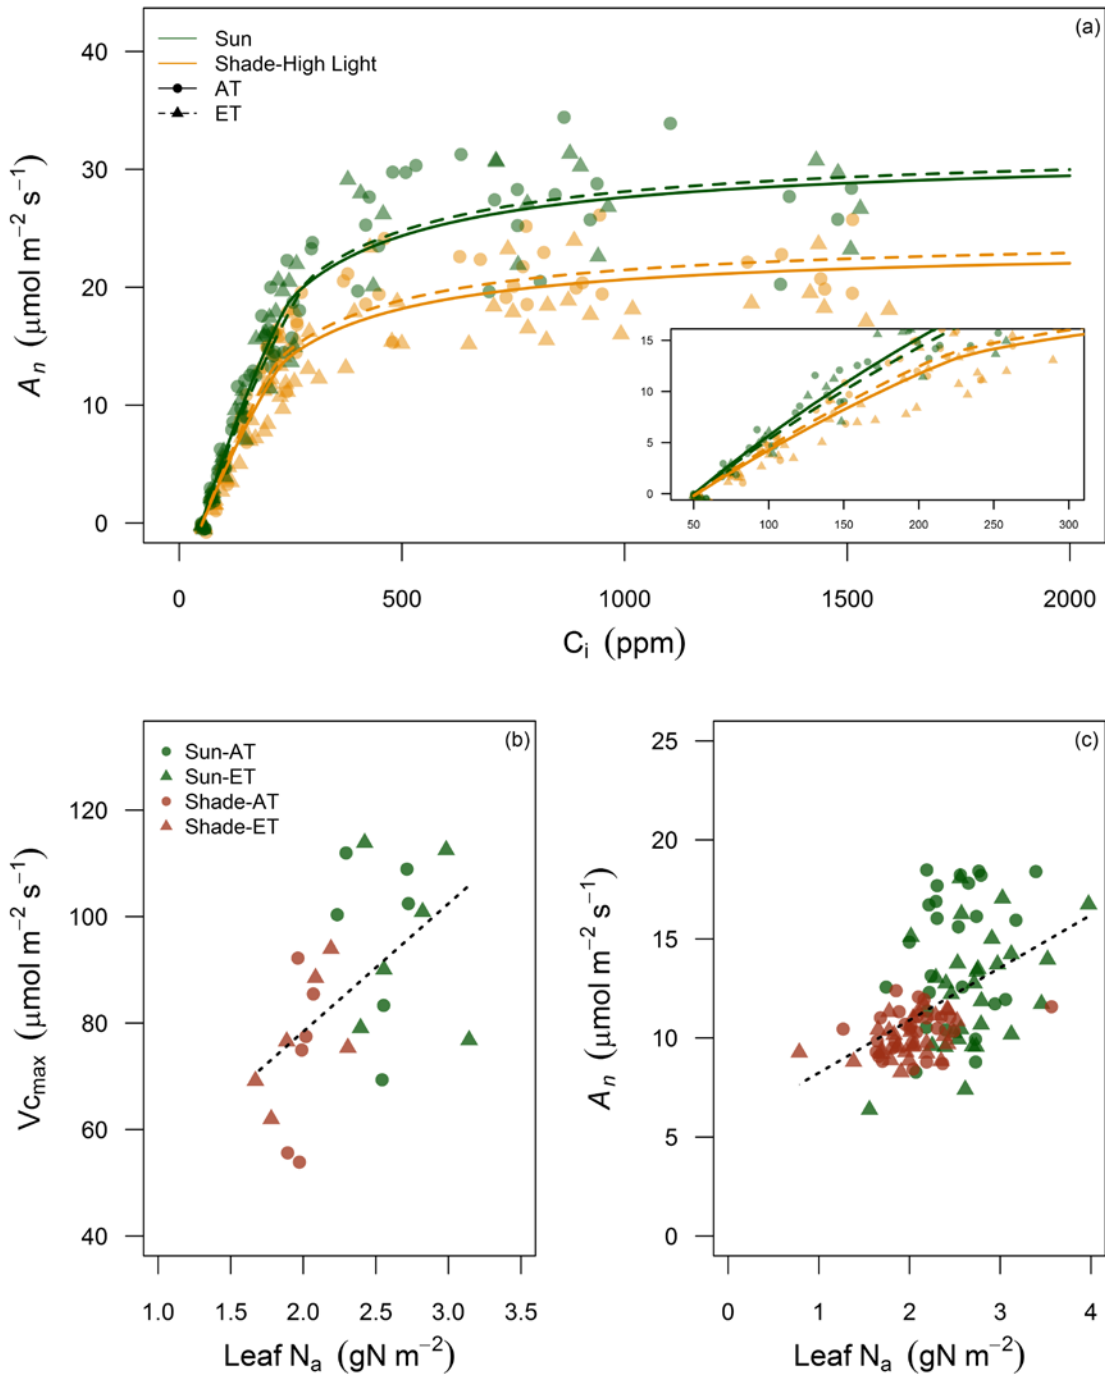 (a)
Sun
Shade-High Light
AT
ET
40
30
20
10
0
Aₙ (μmol m⁻² s⁻¹)
15
10
5
0
50 100 150 200 250 300
0 500 1000 1500 2000
Cᵢ (ppm)
(b)
Sun-AT
Sun-ET
Shade-AT
Shade-ET
120
100
80
60
40
Vc_max (μmol m⁻² s⁻¹)
1.0 1.5 2.0 2.5 3.0 3.5
Leaf Nₐ (gN m⁻²)
(c)
25
20
15
10
5
0
Aₙ (μmol m⁻² s⁻¹)
0 1 2 3 4
Leaf Nₐ (gN m⁻²)